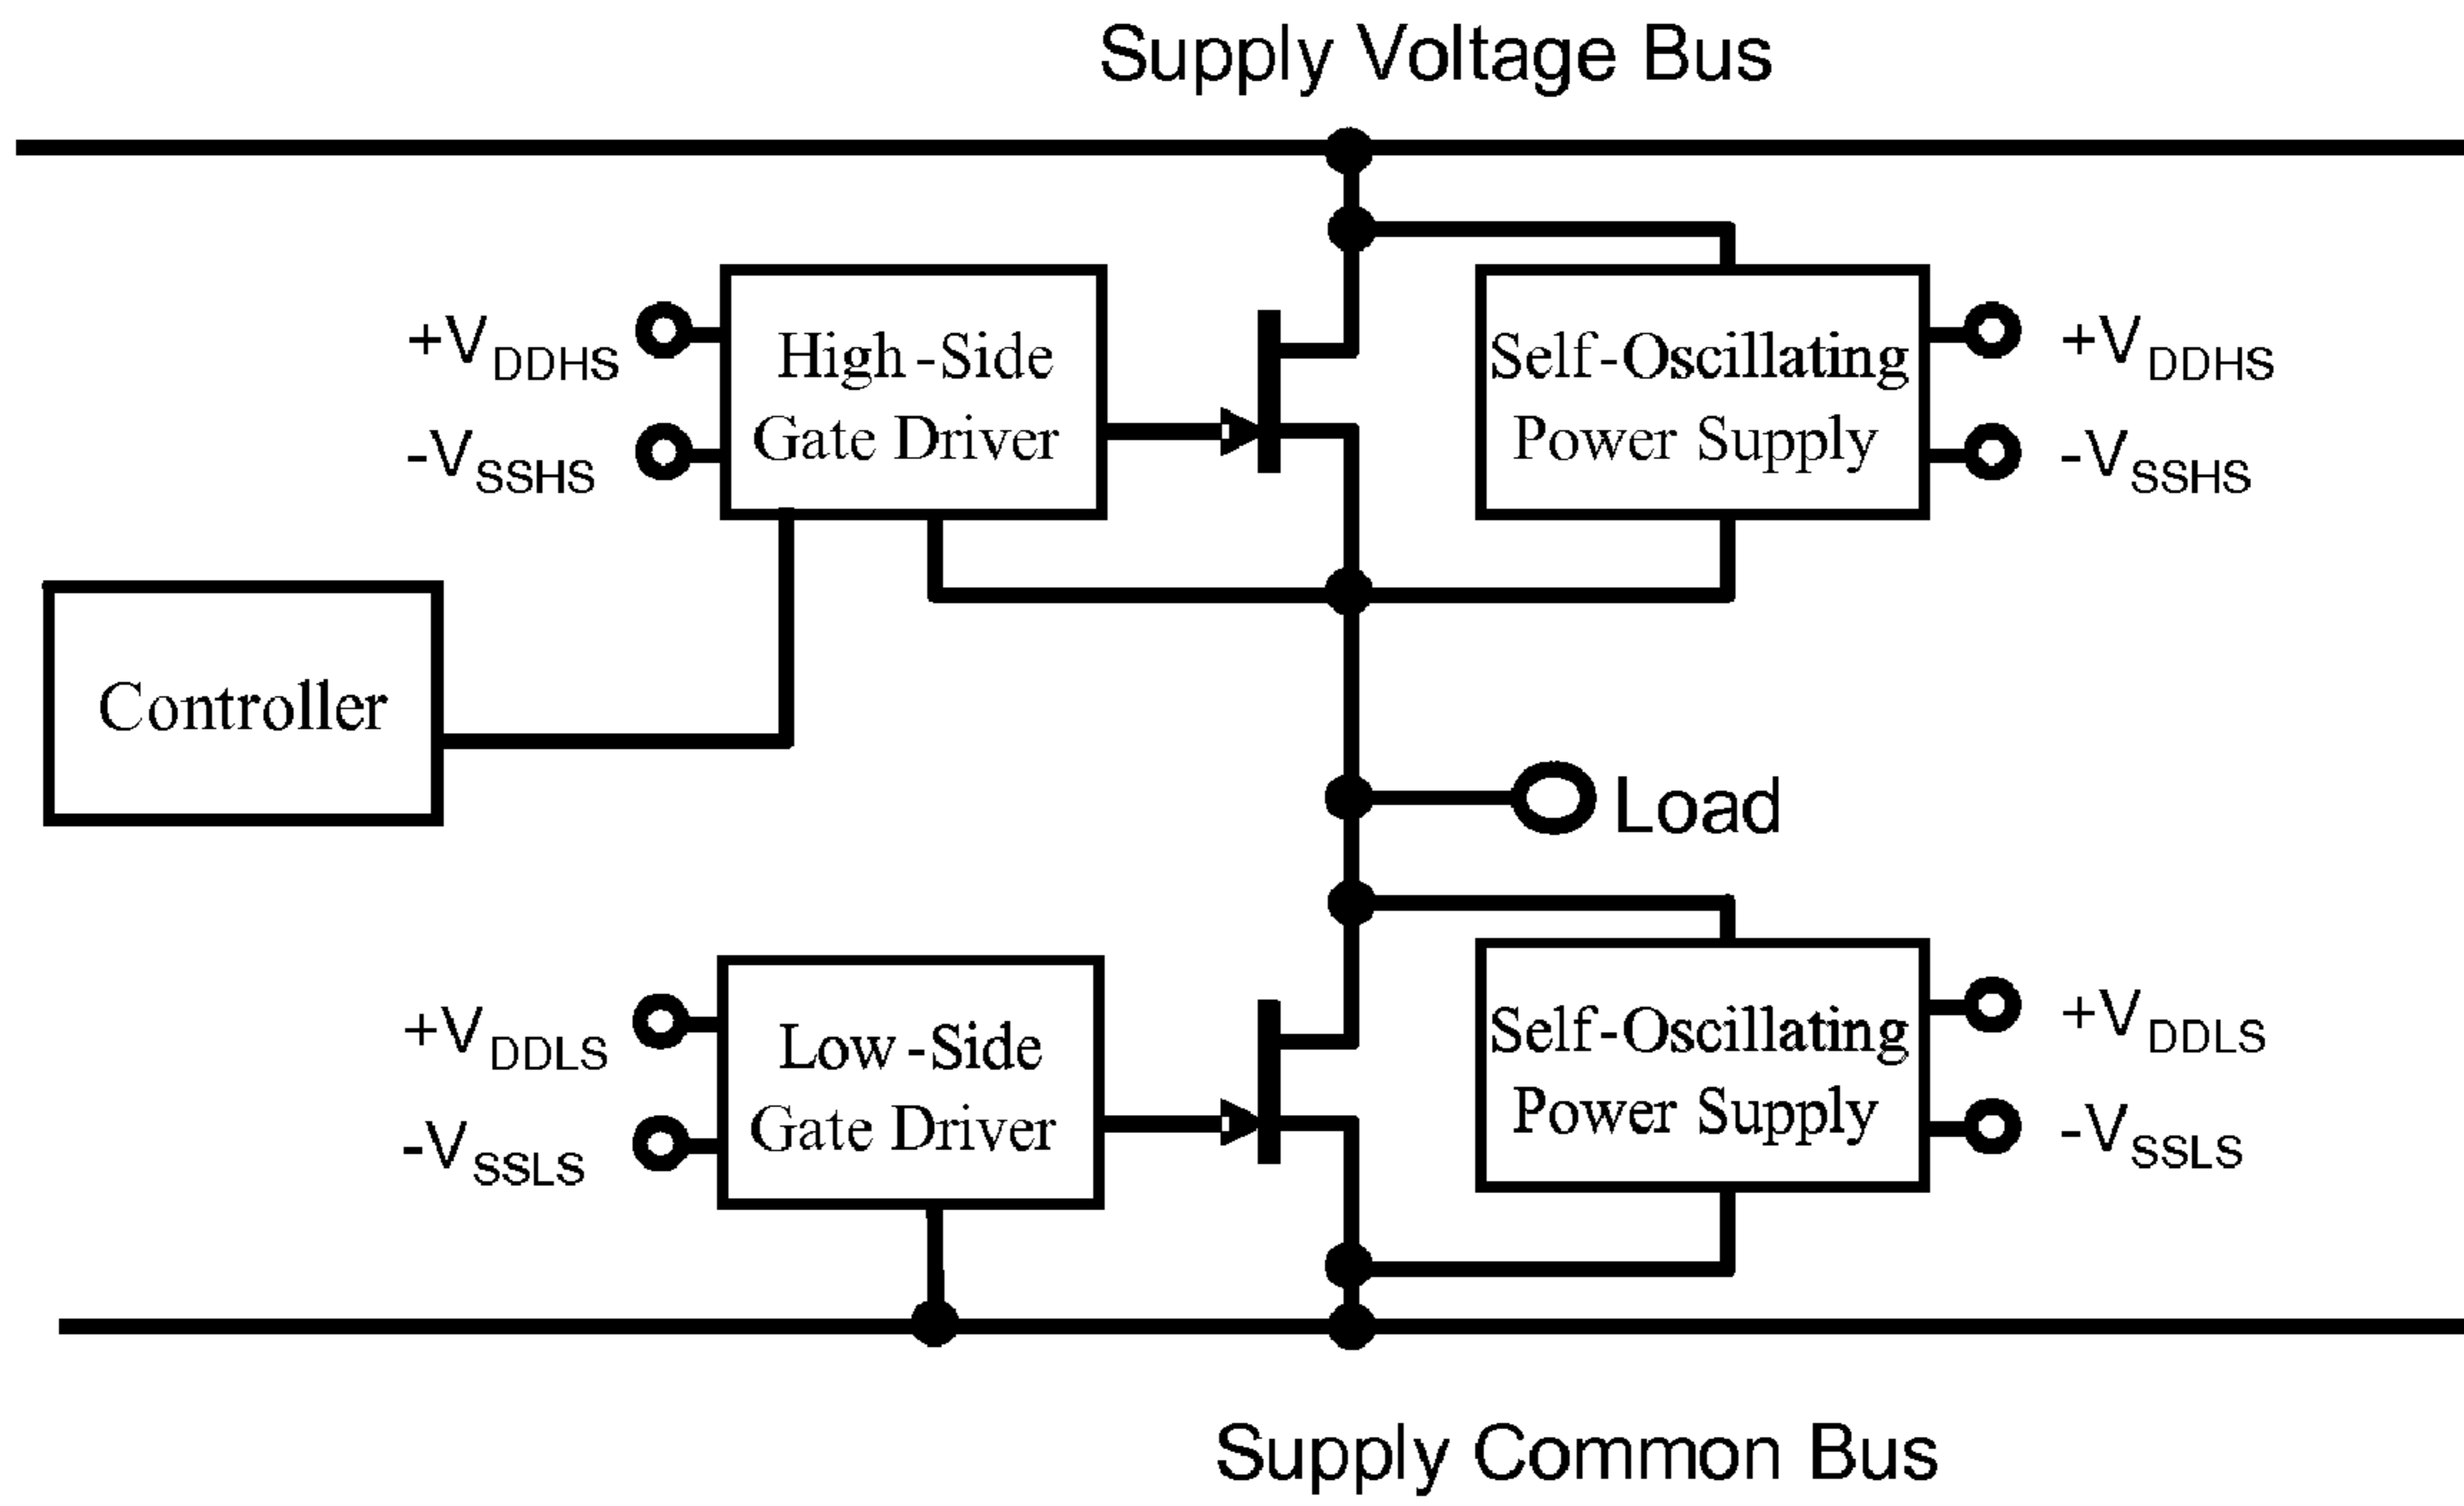 Supply Voltage Bus
+VDDHS
-VSSHS
High-Side
Gate Driver
Self-Oscillating
Power Supply
+VDDHS
-VSSHS
Controller
Load
+VDDLS
-VSSLS
Low-Side
Gate Driver
Self-Oscillating
Power Supply
+VDDLS
-VSSLS
Supply Common Bus